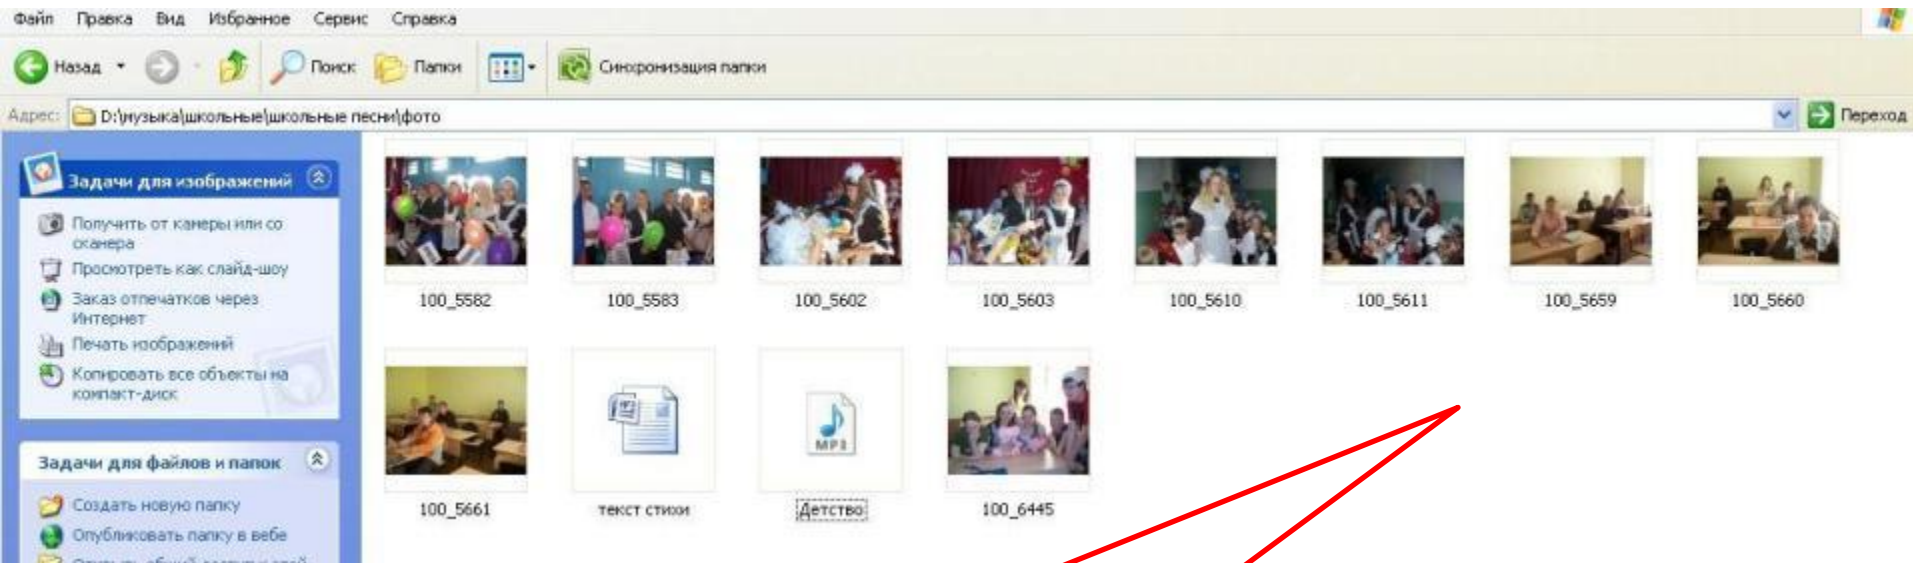 Файл Правка Вид Избранное Сервис Справка
Назад Поиск Папки Синхронизация папки
Адрес: D:\музыка\школьные\школьные песни\фото Переход
Задачи для изображений
Получить от камеры или со
сканера
Просмотреть как слайд-шоу
Заказ отпечатков через
Интернет
Печать изображений
Копировать все объекты на
компакт-диск
Задачи для файлов и папок
Создать новую папку
Опубликовать папку в вебе
100_5582 100_5583 100_5602 100_5603 100_5610 100_5611 100_5659 100_5660
MP3
100_5661 текст стихи Детство 100_6445